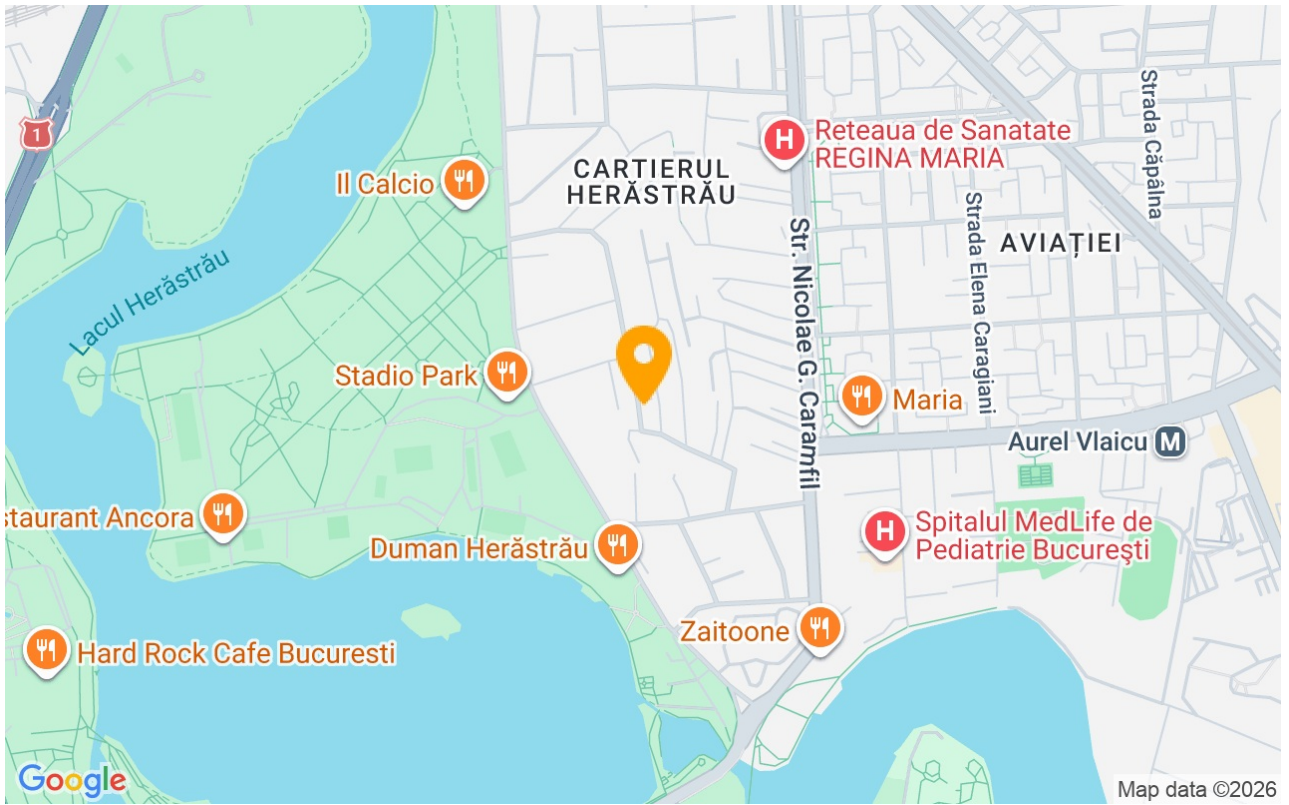 1
Reteaua de Sanatate
REGINA MARIA
Strada Căpâlna
CARTIERUL
HERĂSTRĂU
Il Calcio
Str. Nicolae G. Caramfil
Strada Elena Caragiani
AVIAȚIEI
Lacul Herăstrău
Stadio Park
Maria
Aurel Vlaicu M
staurant Ancora
Spitalul MedLife de
Pediatrie Bucureşti
Duman Herăstrău
Zaitoone
Hard Rock Cafe Bucuresti
Google
Map data ©2026
H
H